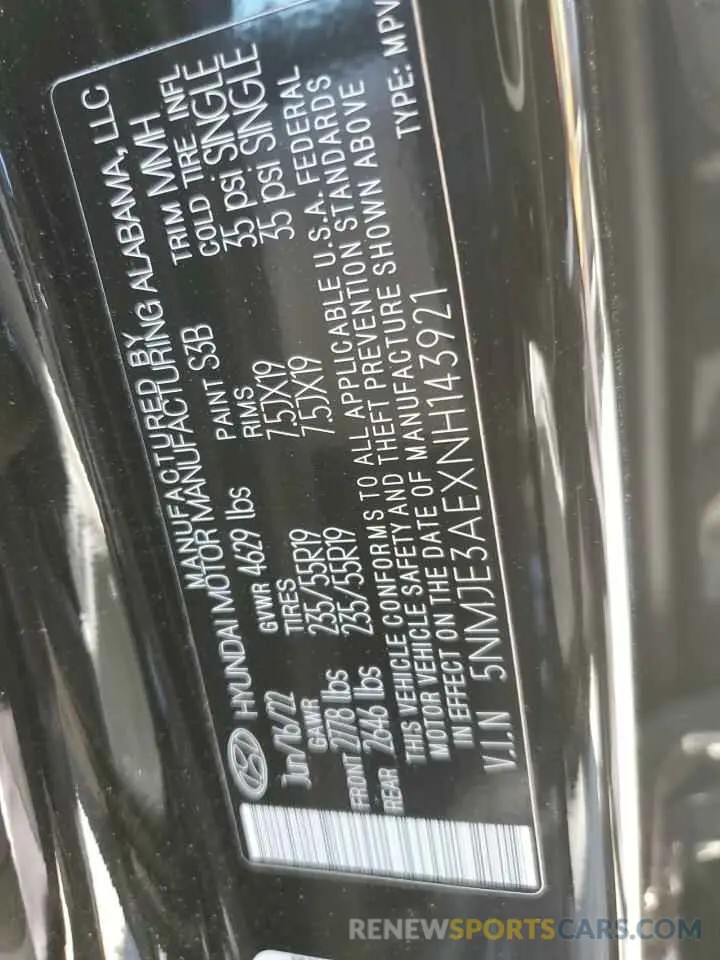 MANUFACTURED BY
HYUNDAI MOTOR MANUFACTURING ALABAMA, LLC
Jun/16/22 GVWR 4629 lbs PAINT S3B TRIM MMH
GAWR TIRES RIMS COLD TIRE INFL
FRONT 2778 lbs 235/55R19 7.5JX19 35 psi SINGLE
REAR 2646 lbs 235/55R19 7.5JX19 35 psi SINGLE
THIS VEHICLE CONFORMS TO ALL APPLICABLE U.S.A. FEDERAL
MOTOR VEHICLE SAFETY AND THEFT PREVENTION STANDARDS
IN EFFECT ON THE DATE OF MANUFACTURE SHOWN ABOVE
V.I.N 5NMJE3AEXNH143921 TYPE: MPV
RENEWSPORTSCARS.COM